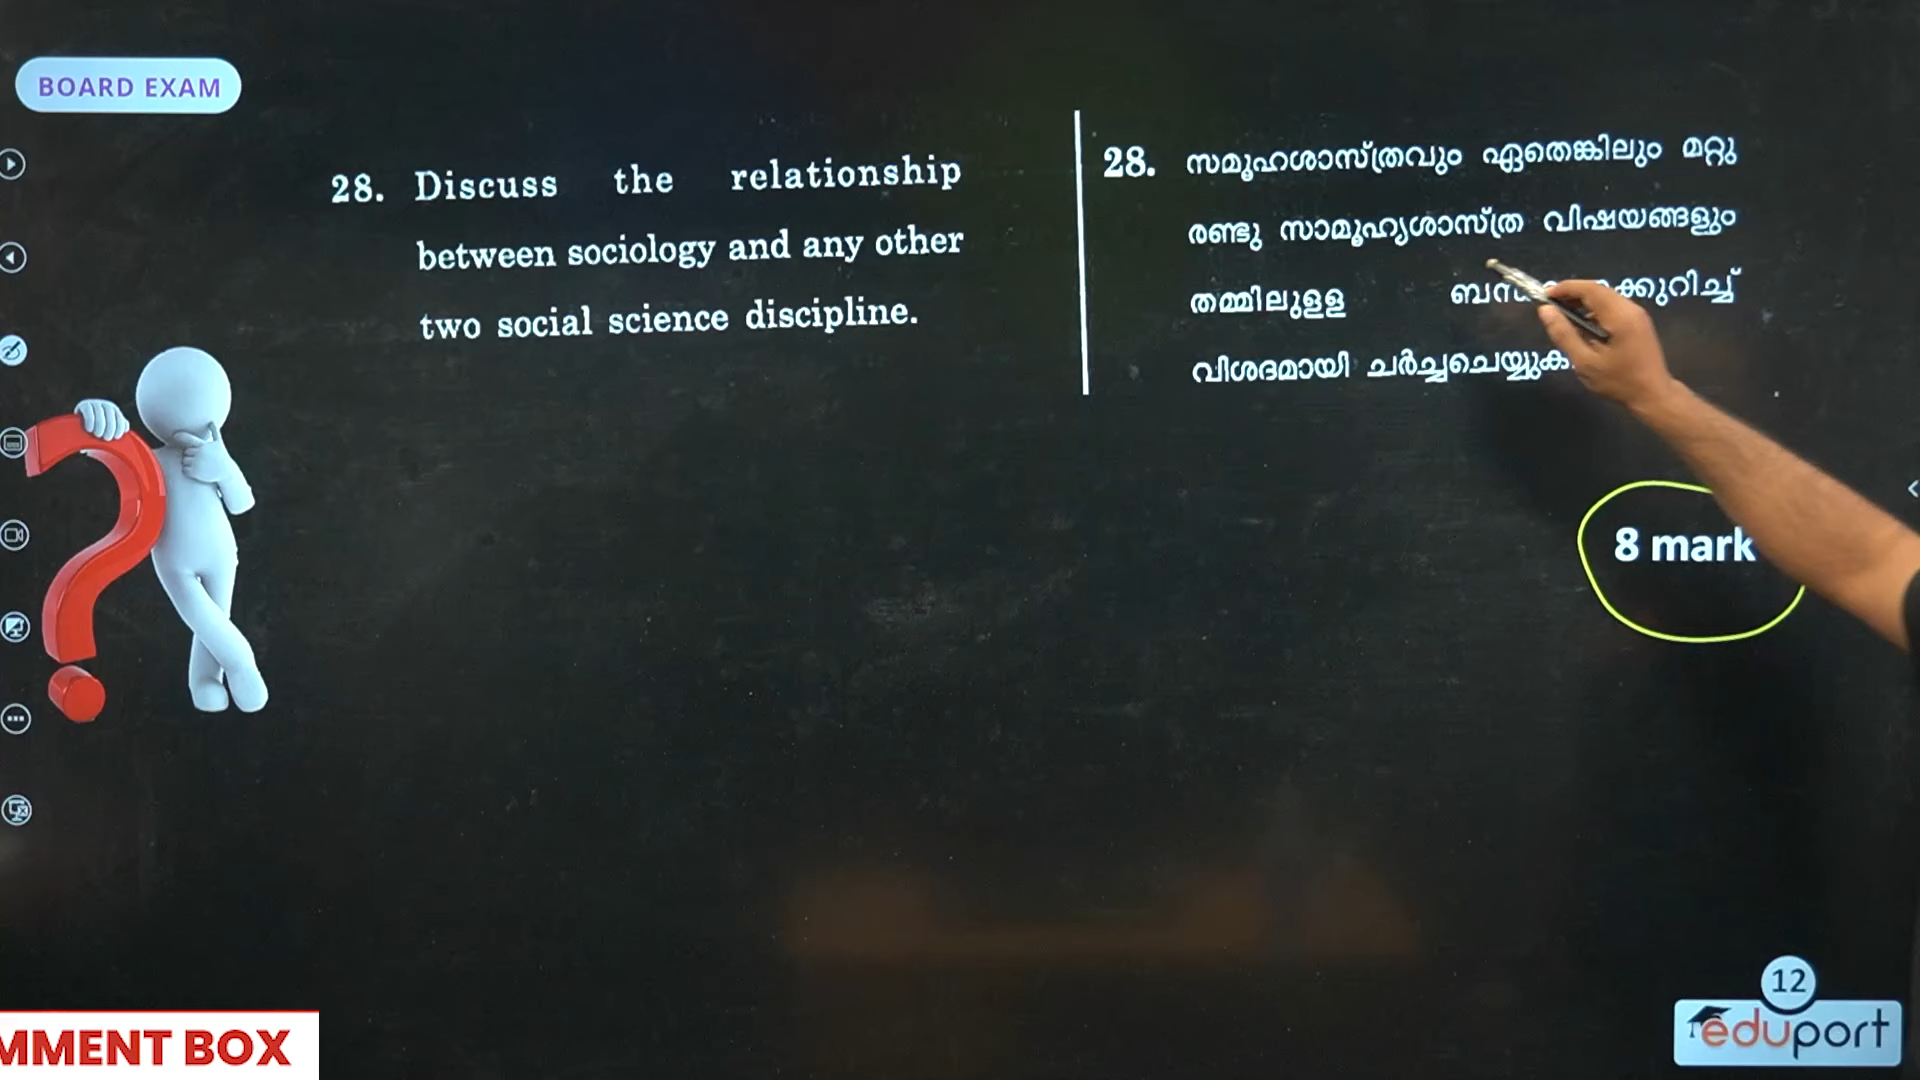 BOARD EXAM
28. Discuss the relationship
between sociology and any other
two social science discipline.
28. സമൂഹശാസ്ത്രവും ഏതെങ്കിലും മറ്റു
രണ്ടു സാമൂഹ്യശാസ്ത്ര വിഷയങ്ങളും
തമ്മിലുള്ള
വിശദമായി ചർച്ചചെയ്യുക.
8 mark
12
eduport
MMENT BOX